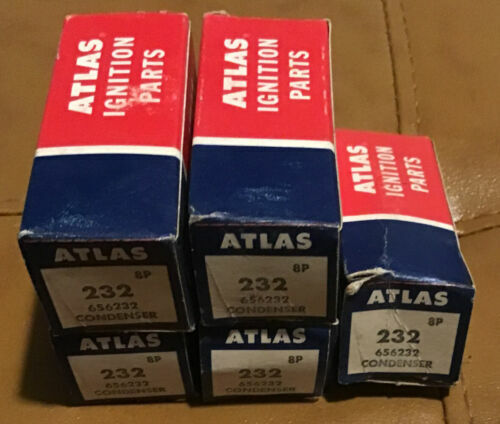 ATLAS
IGNITION
PARTS
ATLAS
IGNITION
PARTS
ATLAS
IGNITION
PARTS
ATLAS
8P
232
656232
CONDENSER
ATLAS
8P
232
656232
CONDENSER
ATLAS
8P
232
656232
CONDENSER
ATLAS
8P
232
656232
CONDENSER
ATLAS
8P
232
656232
CONDENSER